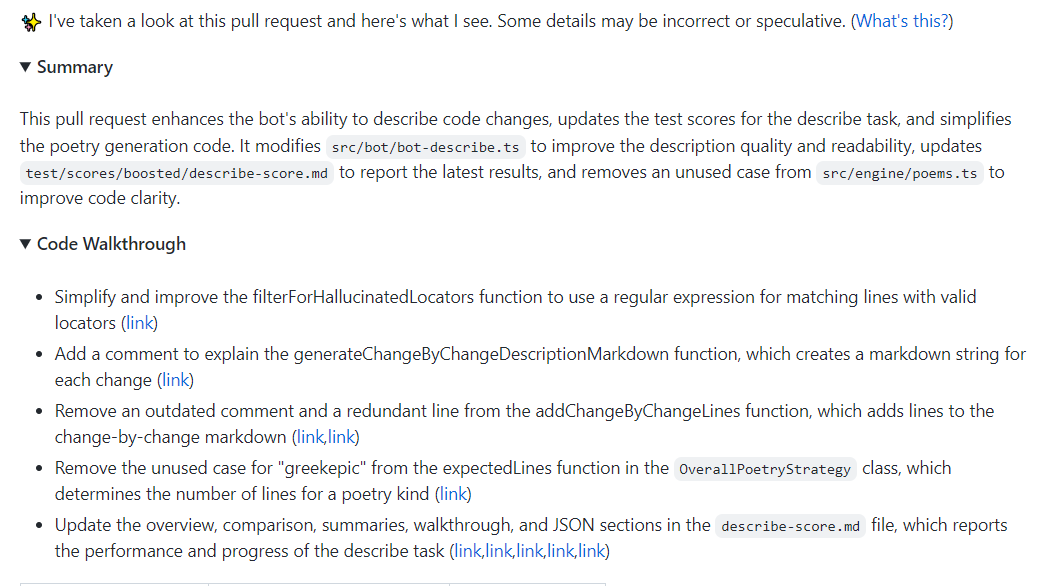 I've taken a look at this pull request and here's what I see. Some details may be incorrect or speculative. (What's this?)
▼ Summary
This pull request enhances the bot's ability to describe code changes, updates the test scores for the describe task, and simplifies
the poetry generation code. It modifies src/bot/bot-describe.ts to improve the description quality and readability, updates
test/scores/boosted/describe-score.md to report the latest results, and removes an unused case from src/engine/poems.ts to
improve code clarity.
▼ Code Walkthrough
• Simplify and improve the filterForHallucinatedLocators function to use a regular expression for matching lines with valid
locators (link)
• Add a comment to explain the generateChangeByChangeDescriptionMarkdown function, which creates a markdown string for
each change (link)
• Remove an outdated comment and a redundant line from the addChangeByChangeLines function, which adds lines to the
change-by-change markdown (link,link)
• Remove the unused case for "greekepic" from the expectedLines function in the OverallPoetryStrategy class, which
determines the number of lines for a poetry kind (link)
• Update the overview, comparison, summaries, walkthrough, and JSON sections in the describe-score.md file, which reports
the performance and progress of the describe task (link,link,link,link,link)